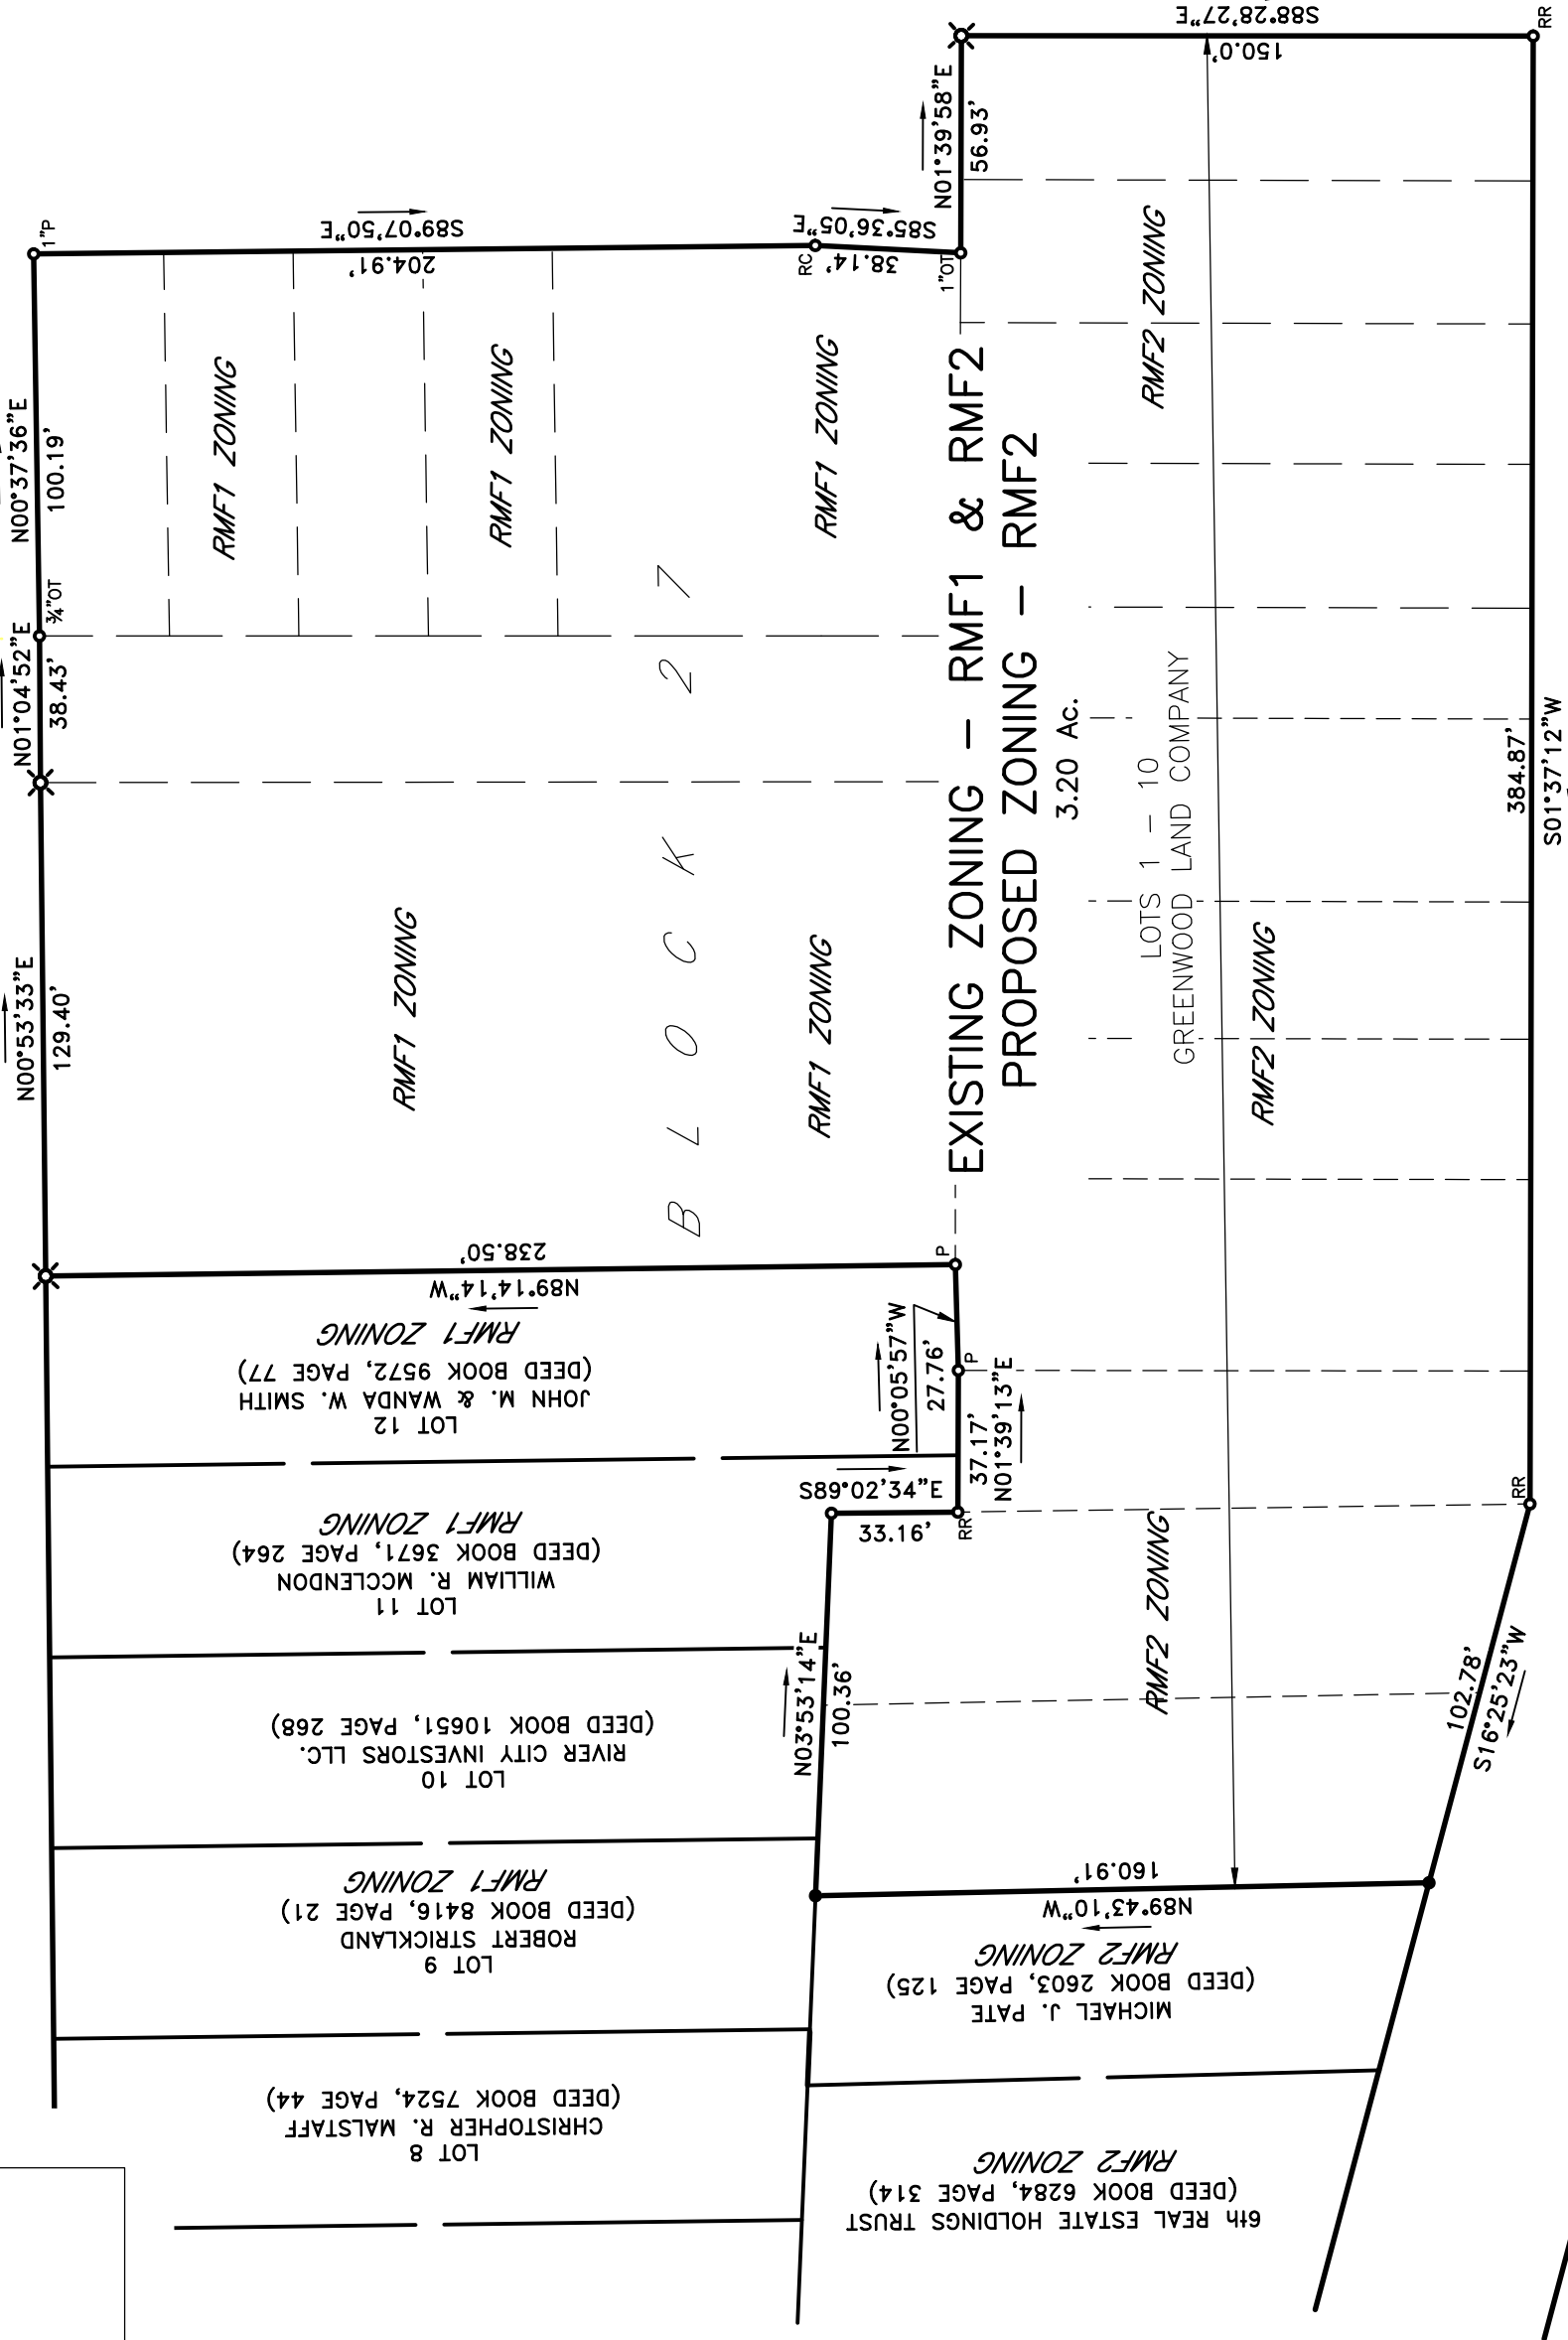 S88°28'27"E
150.0'
RR
N01°39'58"E
56.93'
1"P
S89°07'50"E
204.91'
RC
S85°36'05"E
38.14'
1"OT
N00°37'36"E
100.19'
¾"OT
N01°04'52"E
38.43'
N00°53'33"E
129.40'
RMF1 ZONING
RMF1 ZONING
RMF1 ZONING
RMF2 ZONING
BLOCK 27
EXISTING ZONING - RMF1 & RMF2
PROPOSED ZONING - RMF2
3.20 Ac.
LOTS 1 - 10
GREENWOOD LAND COMPANY
RMF1 ZONING
RMF1 ZONING
RMF2 ZONING
384.87'
S01°37'12"W
238.50'
N89°14'14"W
P
N00°05'57"W
27.76'
P
37.17'
N01°39'13"E
S89°02'34"E
33.16'
RR
RR
RMF1 ZONING
(DEED BOOK 9572, PAGE 77)
JOHN M. & WANDA W. SMITH
LOT 12
RMF1 ZONING
(DEED BOOK 3671, PAGE 264)
WILLIAM R. MCCLENDON
LOT 11
N03°53'14"E
100.36'
RMF2 ZONING
102.78'
S16°25'23"W
(DEED BOOK 10651, PAGE 268)
RIVER CITY INVESTORS LLC.
LOT 10
160.91'
N89°43'10"W
RMF1 ZONING
(DEED BOOK 8416, PAGE 21)
ROBERT STRICKLAND
LOT 9
RMF2 ZONING
(DEED BOOK 2603, PAGE 125)
MICHAEL J. PATE
(DEED BOOK 7524, PAGE 44)
CHRISTOPHER R. MALSTAFF
LOT 8
RMF2 ZONING
(DEED BOOK 6284, PAGE 314)
6th REAL ESTATE HOLDINGS TRUST